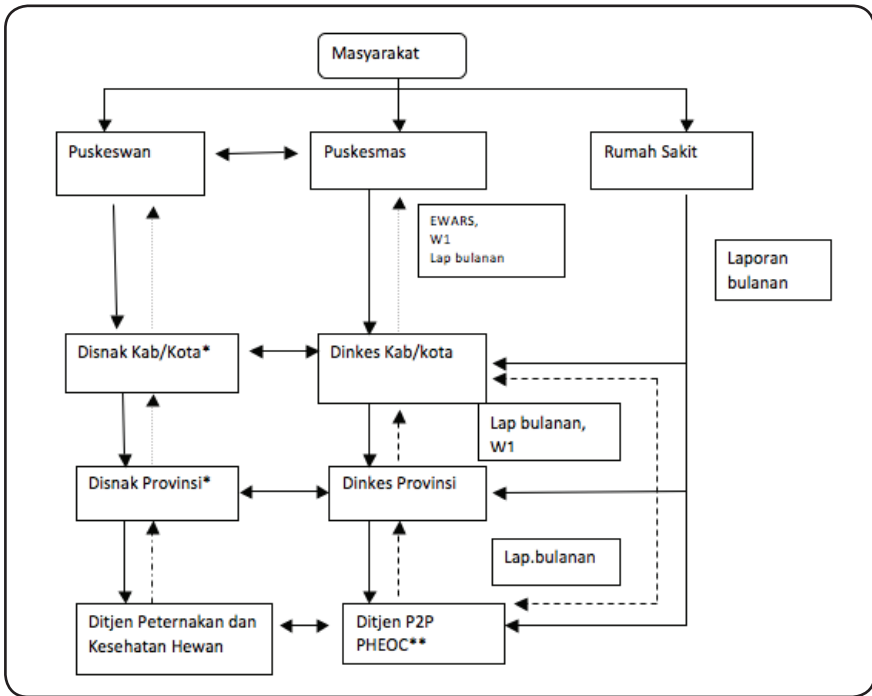 Masyarakat
Puskeswan
Puskesmas
Rumah Sakit
EWARS,
W1
Lap bulanan
Laporan
bulanan
Disnak Kab/Kota*
Dinkes Kab/kota
Lap bulanan,
W1
Disnak Provinsi*
Dinkes Provinsi
Lap.bulanan
Ditjen Peternakan dan
Kesehatan Hewan
Ditjen P2P
PHEOC**